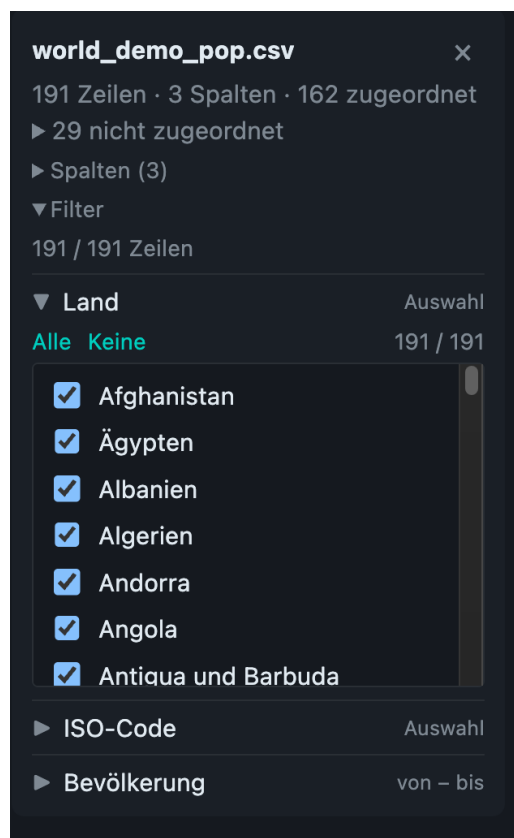 world_demo_pop.csv ×
191 Zeilen · 3 Spalten · 162 zugeordnet
▶ 29 nicht zugeordnet
▶ Spalten (3)
▼ Filter
191 / 191 Zeilen
▼ Land Auswahl
Alle Keine 191 / 191
Afghanistan
Ägypten
Albanien
Algerien
Andorra
Angola
Antigua und Barbuda
▶ ISO-Code Auswahl
▶ Bevölkerung von – bis